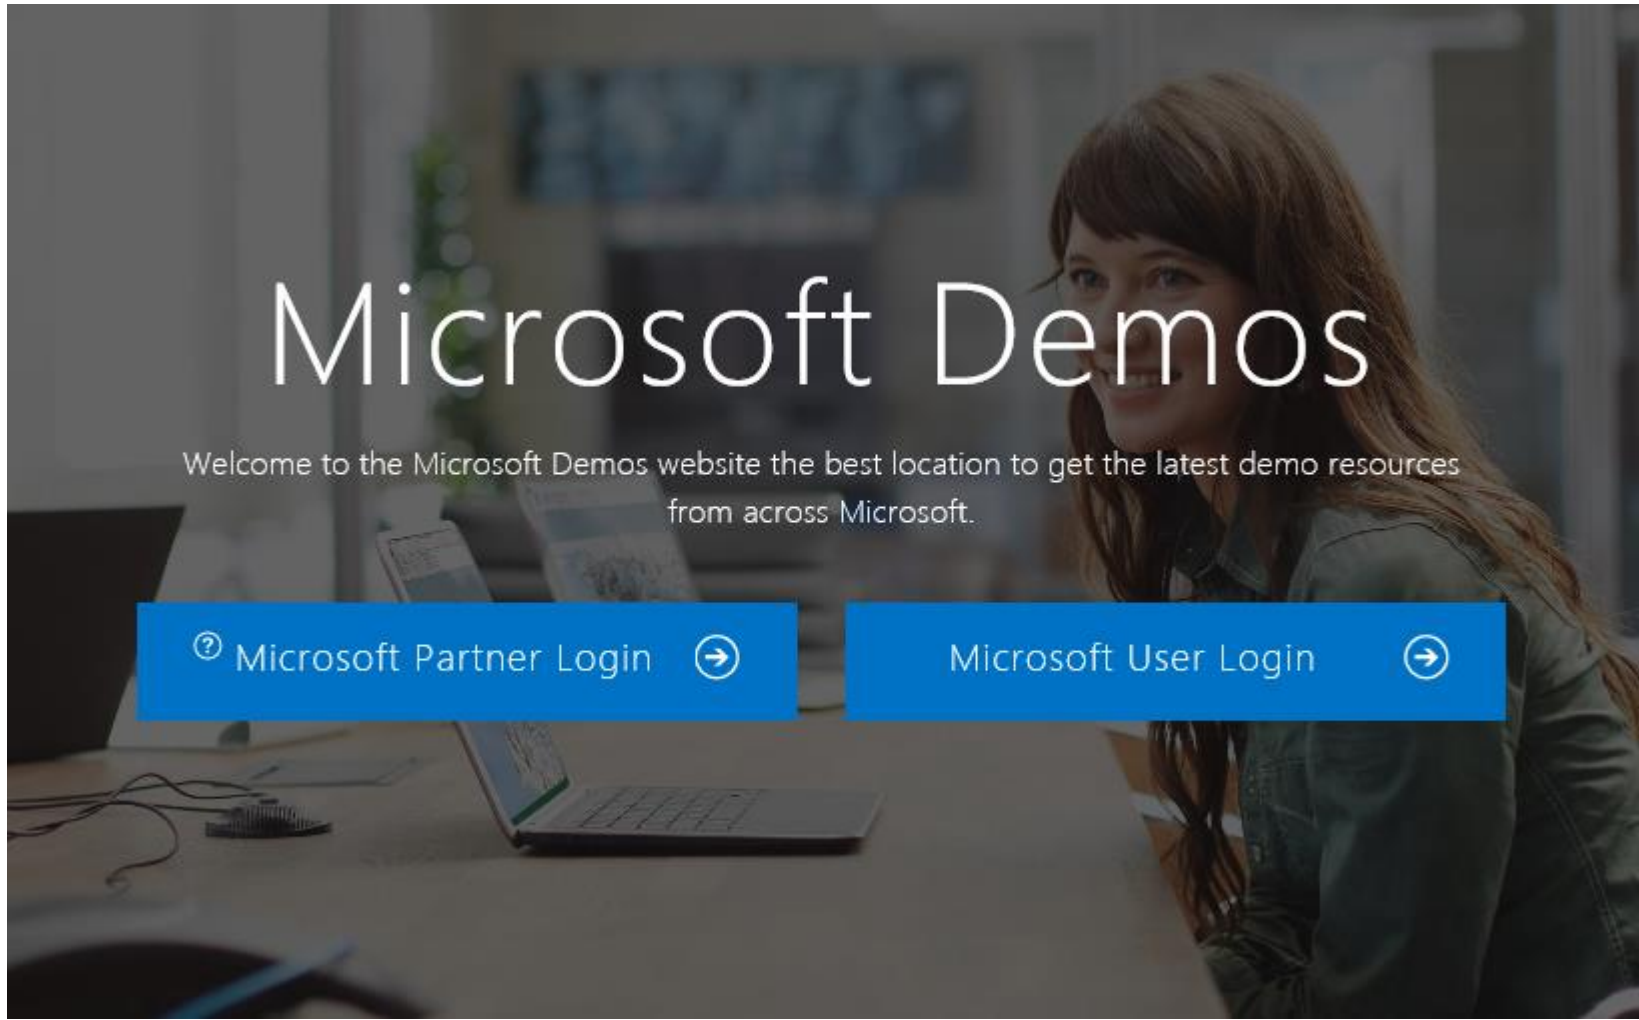 Microsoft Demos
Welcome to the Microsoft Demos website the best location to get the latest demo resources
from across Microsoft.
Microsoft Partner Login
Microsoft User Login